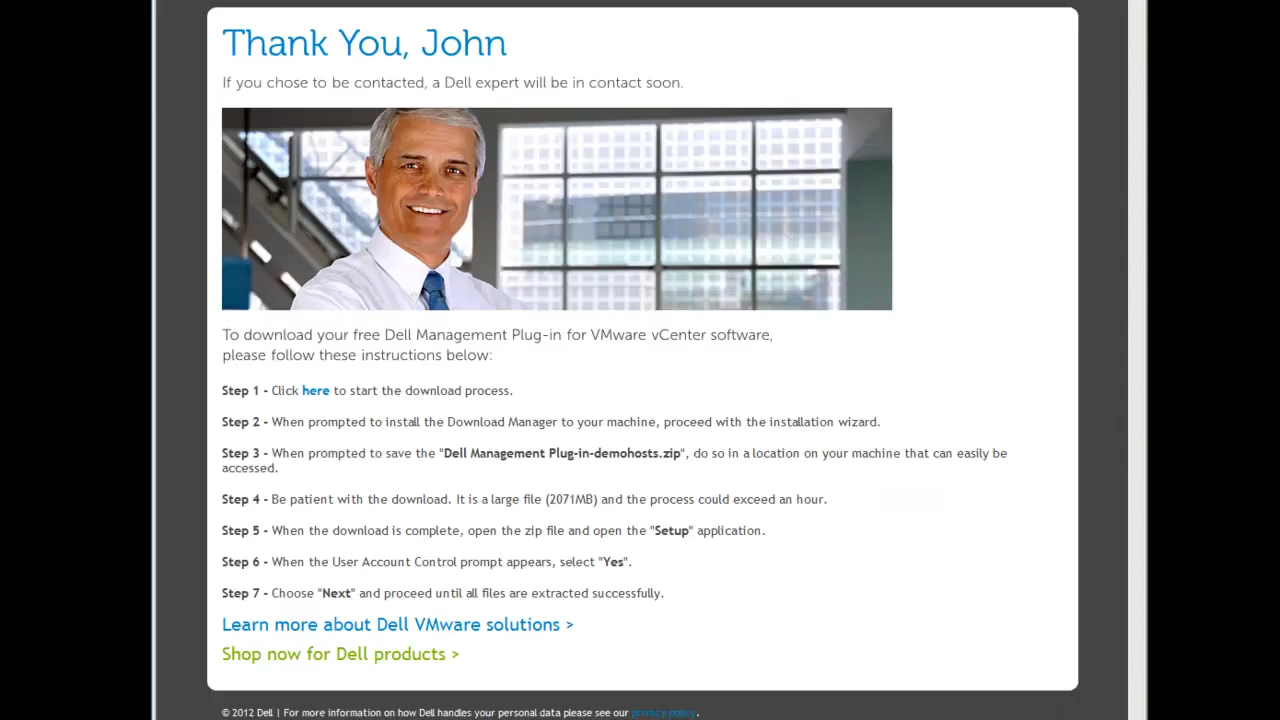 Thank You, John
If you chose to be contacted, a Dell expert will be in contact soon.
To download your free Dell Management Plug-in for VMware vCenter software,
please follow these instructions below:
Step 1 - Click here to start the download process.
Step 2 - When prompted to install the Download Manager to your machine, proceed with the installation wizard.
Step 3 - When prompted to save the "Dell Management Plug-in-demohosts.zip", do so in a location on your machine that can easily be
accessed.
Step 4 - Be patient with the download. It is a large file (2071MB) and the process could exceed an hour.
Step 5 - When the download is complete, open the zip file and open the "Setup" application.
Step 6 - When the User Account Control prompt appears, select "Yes".
Step 7 - Choose "Next" and proceed until all files are extracted successfully.
Learn more about Dell VMware solutions >
Shop now for Dell products >
© 2012 Dell | For more information on how Dell handles your personal data please see our privacy policy.